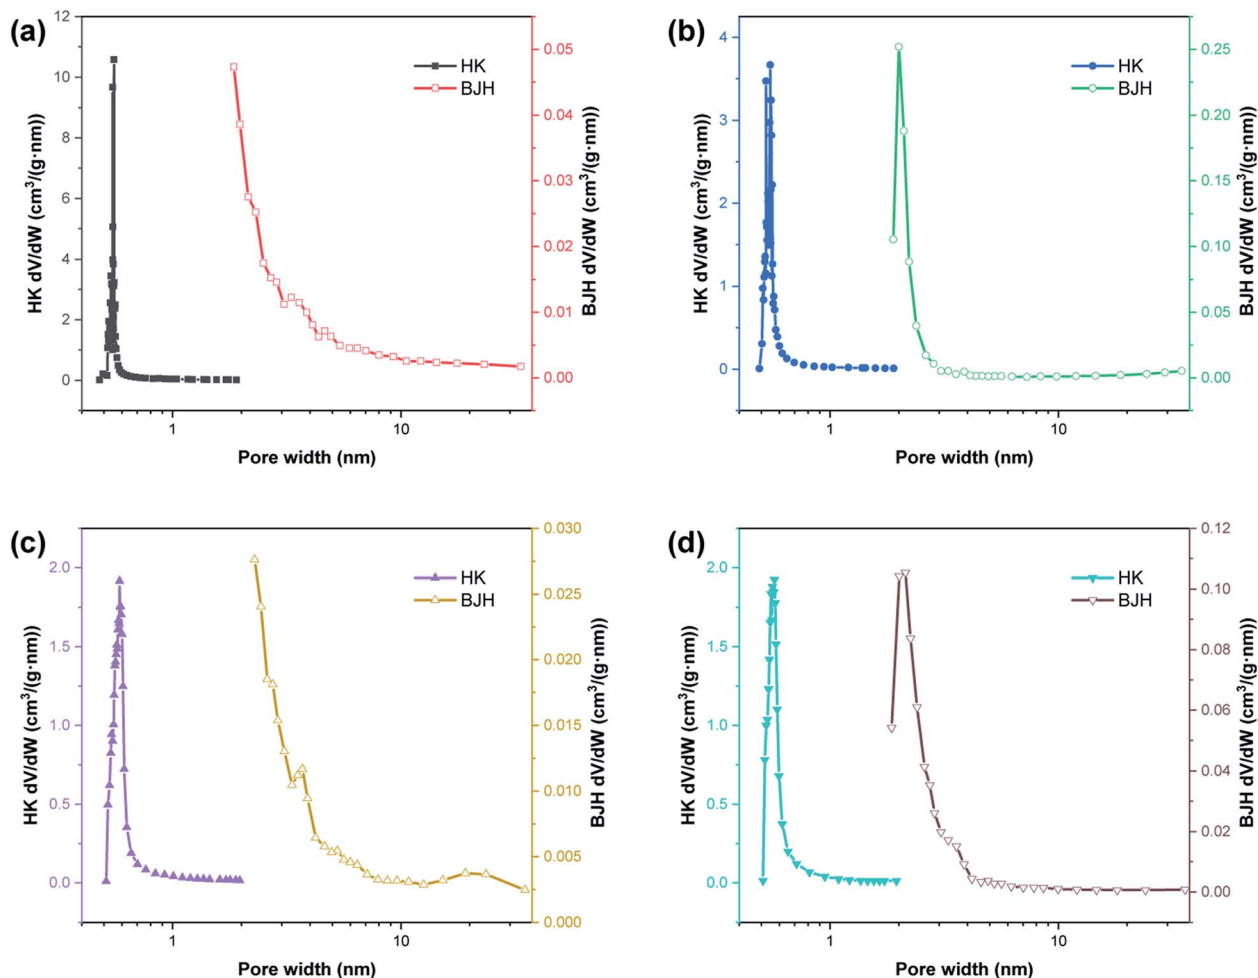 (a)
HK dV/dW (cm³/(g·nm))
12
10
8
6
4
2
0
HK
BJH
0.05
0.04
0.03
0.02
0.01
0.00
BJH dV/dW (cm³/(g·nm))
1
10
Pore width (nm)
(b)
HK dV/dW (cm³/(g·nm))
4
3
2
1
0
HK
BJH
0.25
0.20
0.15
0.10
0.05
0.00
BJH dV/dW (cm³/(g·nm))
1
10
Pore width (nm)
(c)
HK dV/dW (cm³/(g·nm))
2.0
1.5
1.0
0.5
0.0
HK
BJH
0.030
0.025
0.020
0.015
0.010
0.005
0.000
BJH dV/dW (cm³/(g·nm))
1
10
Pore width (nm)
(d)
HK dV/dW (cm³/(g·nm))
2.0
1.5
1.0
0.5
0.0
HK
BJH
0.12
0.10
0.08
0.06
0.04
0.02
0.00
BJH dV/dW (cm³/(g·nm))
1
10
Pore width (nm)